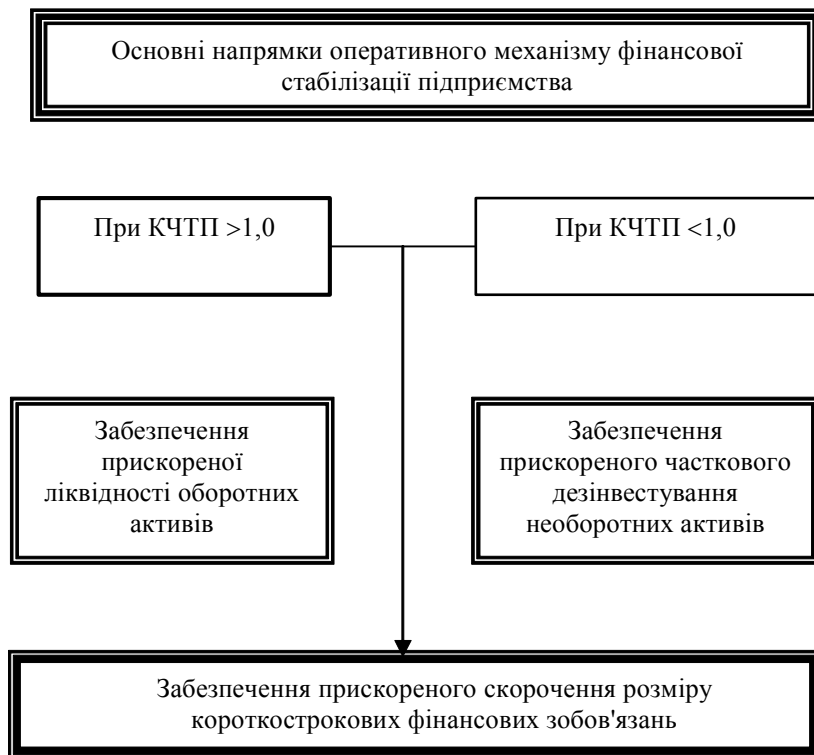 Основні напрямки оперативного механізму фінансової
стабілізації підприємства
При КЧТП >1,0
При КЧТП <1,0
Забезпечення
прискореної
ліквідності оборотних
активів
Забезпечення
прискореного часткового
дезінвестування
необоротних активів
Забезпечення прискореного скорочення розміру
короткострокових фінансових зобов'язань